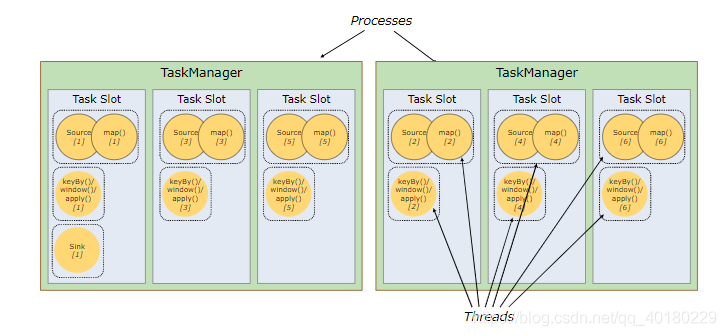 Processes
TaskManager
Task Slot
Source
[1]
map()
[1]
keyBy()/
window()/
apply()
[1]
Sink
[1]
Task Slot
Source
[3]
map()
[3]
keyBy()/
window()/
apply()
[3]
Task Slot
Source
[5]
map()
[5]
keyBy()/
window()/
apply()
[5]
TaskManager
Task Slot
Source
[2]
map()
[2]
keyBy()/
window()/
apply()
[2]
Task Slot
Source
[4]
map()
[4]
keyBy()/
window()/
apply()
[4]
Task Slot
Source
[6]
map()
[6]
keyBy()/
window()/
apply()
[6]
Threads
https://blog.csdn.net/qq_40180229